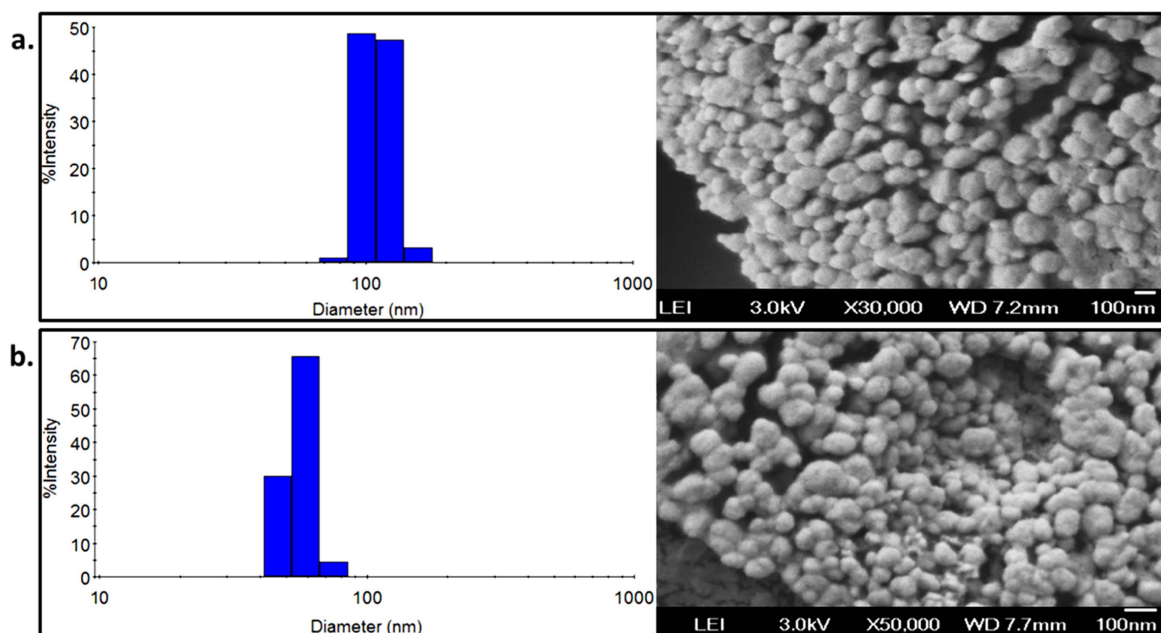 a.
50
40
30
20
10
0
%Intensity
10 100 1000
Diameter (nm)
LEI 3.0kV X30,000 WD 7.2mm 100nm
b.
70
60
50
40
30
20
10
0
%Intensity
10 100 1000
Diameter (nm)
LEI 3.0kV X50,000 WD 7.7mm 100nm